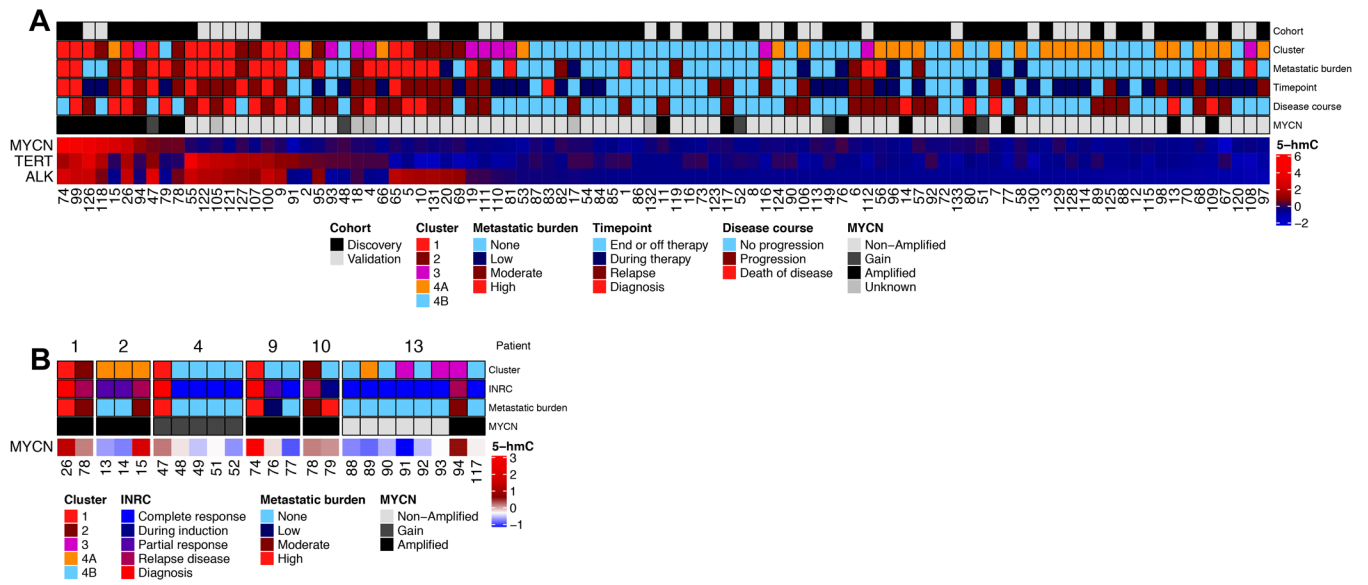 A
Cohort
Cluster
Metastatic burden
Timepoint
Disease course
MYCN
MYCN
TERT
ALK
74 99 126 118 15 26 94 47 79 78 55 122 105 121 127 107 100 91 2 95 93 48 18 4 66 65 10 131 20 69 19 111 110 81 53 87 82 17 54 84 85 1 86 132 11 119 16 73 123 117 52 8 116 124 90 106 113 49 76 112 56 96 14 57 92 72 133 80 51 7 77 58 130 3 129 128 114 89 125 88 12 115 98 13 70 68 109 67 120 108 97
5-hmC
6
4
2
0
−2
Cohort
Discovery
Validation
Cluster
1
2
3
4A
4B
Metastatic burden
None
Low
Moderate
High
Timepoint
End or off therapy
During therapy
Relapse
Diagnosis
Disease course
No progression
Progression
Death of disease
MYCN
Non-Amplified
Gain
Amplified
Unknown
B
1 2 4 9 10 13 Patient
Cluster
INRC
Metastatic burden
MYCN
MYCN
26 78 13 14 15 47 48 49 51 52 74 76 77 78 79 88 89 90 91 92 93 94 117
5-hmC
3
2
1
0
−1
Cluster
1
2
3
4A
4B
INRC
Complete response
During induction
Partial response
Relapse disease
Diagnosis
Metastatic burden
None
Low
Moderate
High
MYCN
Non-Amplified
Gain
Amplified